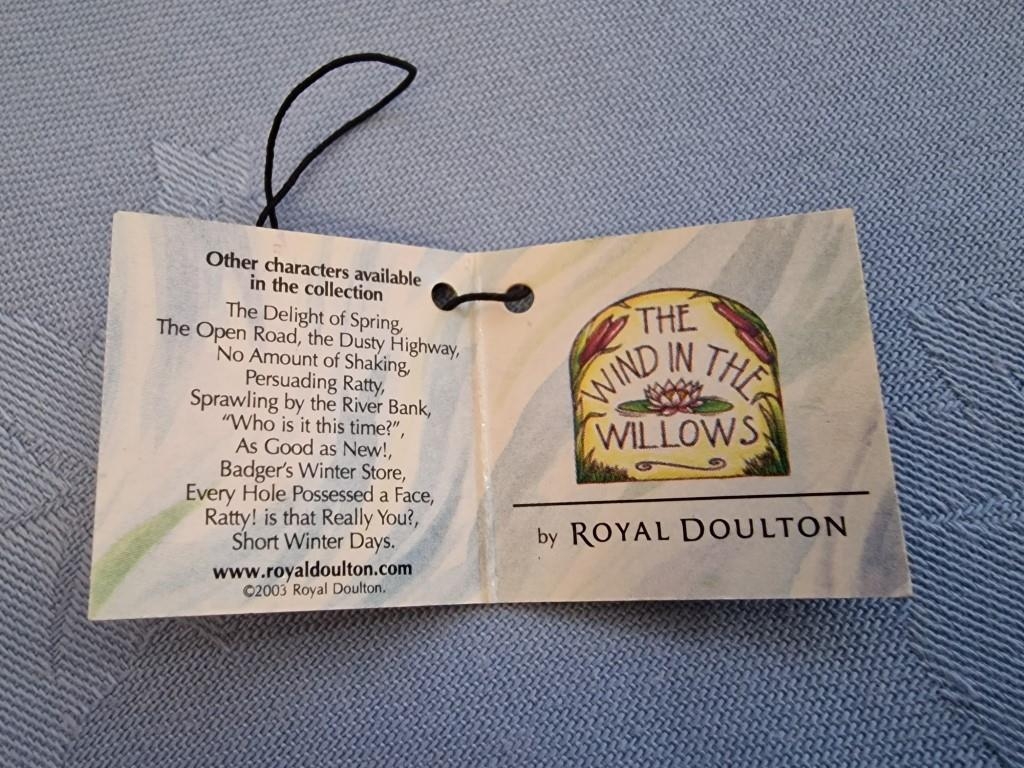 Other characters available
in the collection
The Delight of Spring,
The Open Road, the Dusty Highway,
No Amount of Shaking,
Persuading Ratty,
Sprawling by the River Bank,
“Who is it this time?”,
As Good as New!,
Badger's Winter Store,
Every Hole Possessed a Face,
Ratty! is that Really You?,
Short Winter Days.
www.royaldoulton.com
©2003 Royal Doulton.
THE
WIND IN THE
WILLOWS
by ROYAL DOULTON